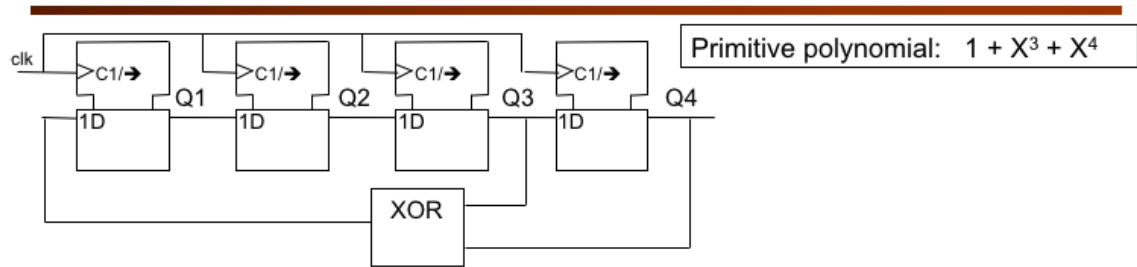 Primitive polynomial: 1 + X³ + X⁴
clk
C1/➔ C1/➔ C1/➔ C1/➔
Q1 Q2 Q3 Q4
1D 1D 1D 1D
XOR